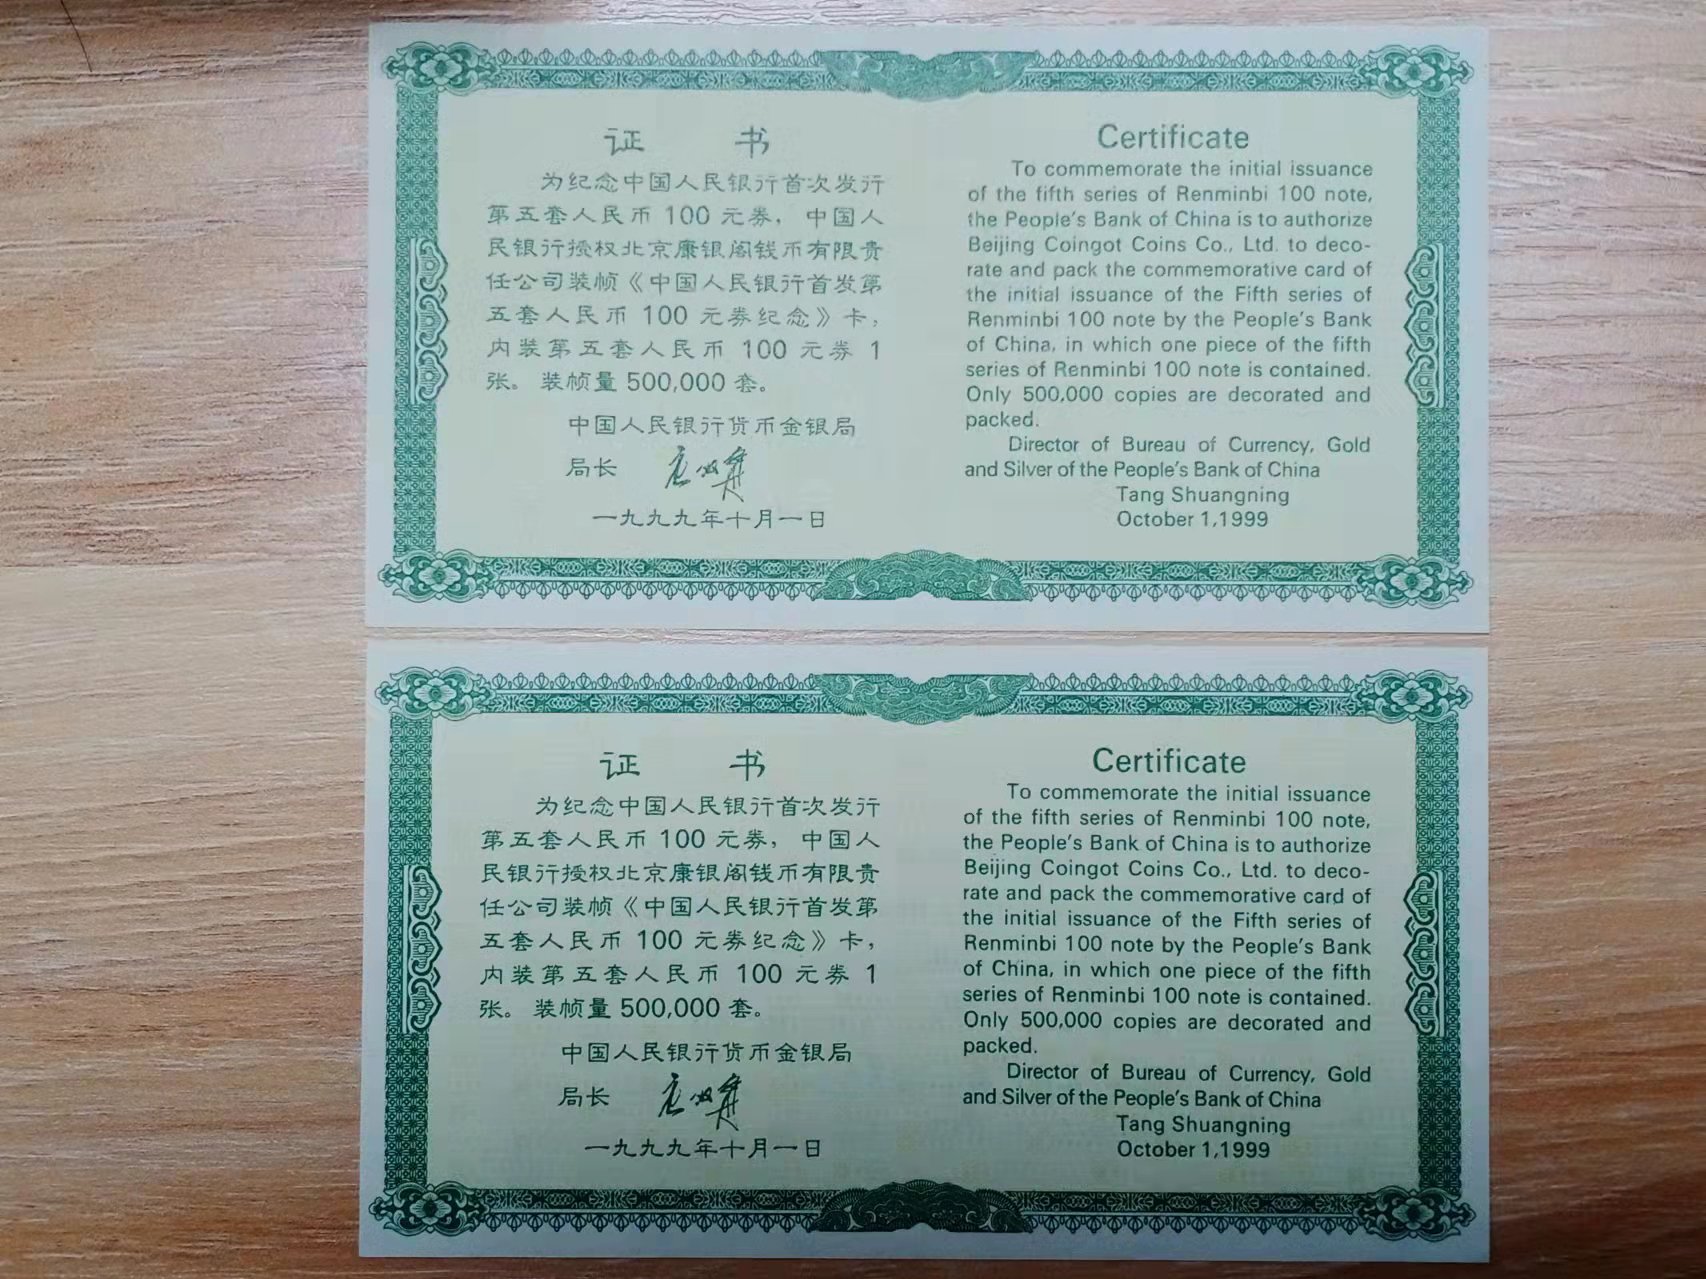 证 书
为纪念中国人民银行首次发行
第五套人民币 100 元券，中国人
民银行授权北京康银阁钱币有限责
任公司装帧《中国人民银行首发第
五套人民币 100 元券纪念》卡，
内装第五套人民币 100 元券 1
张。装帧量 500,000 套。
中国人民银行货币金银局
局长
一九九九年十月一日
Certificate
To commemorate the initial issuance
of the fifth series of Renminbi 100 note,
the People's Bank of China is to authorize
Beijing Coingot Coins Co., Ltd. to deco-
rate and pack the commemorative card of
the initial issuance of the Fifth series of
Renminbi 100 note by the People's Bank
of China, in which one piece of the fifth
series of Renminbi 100 note is contained.
Only 500,000 copies are decorated and
packed.
Director of Bureau of Currency, Gold
and Silver of the People's Bank of China
Tang Shuangning
October 1,1999
证 书
为纪念中国人民银行首次发行
第五套人民币 100 元券，中国人
民银行授权北京康银阁钱币有限责
任公司装帧《中国人民银行首发第
五套人民币 100 元券纪念》卡，
内装第五套人民币 100 元券 1
张。装帧量 500,000 套。
中国人民银行货币金银局
局长
一九九九年十月一日
Certificate
To commemorate the initial issuance
of the fifth series of Renminbi 100 note,
the People's Bank of China is to authorize
Beijing Coingot Coins Co., Ltd. to deco-
rate and pack the commemorative card of
the initial issuance of the Fifth series of
Renminbi 100 note by the People's Bank
of China, in which one piece of the fifth
series of Renminbi 100 note is contained.
Only 500,000 copies are decorated and
packed.
Director of Bureau of Currency, Gold
and Silver of the People's Bank of China
Tang Shuangning
October 1,1999